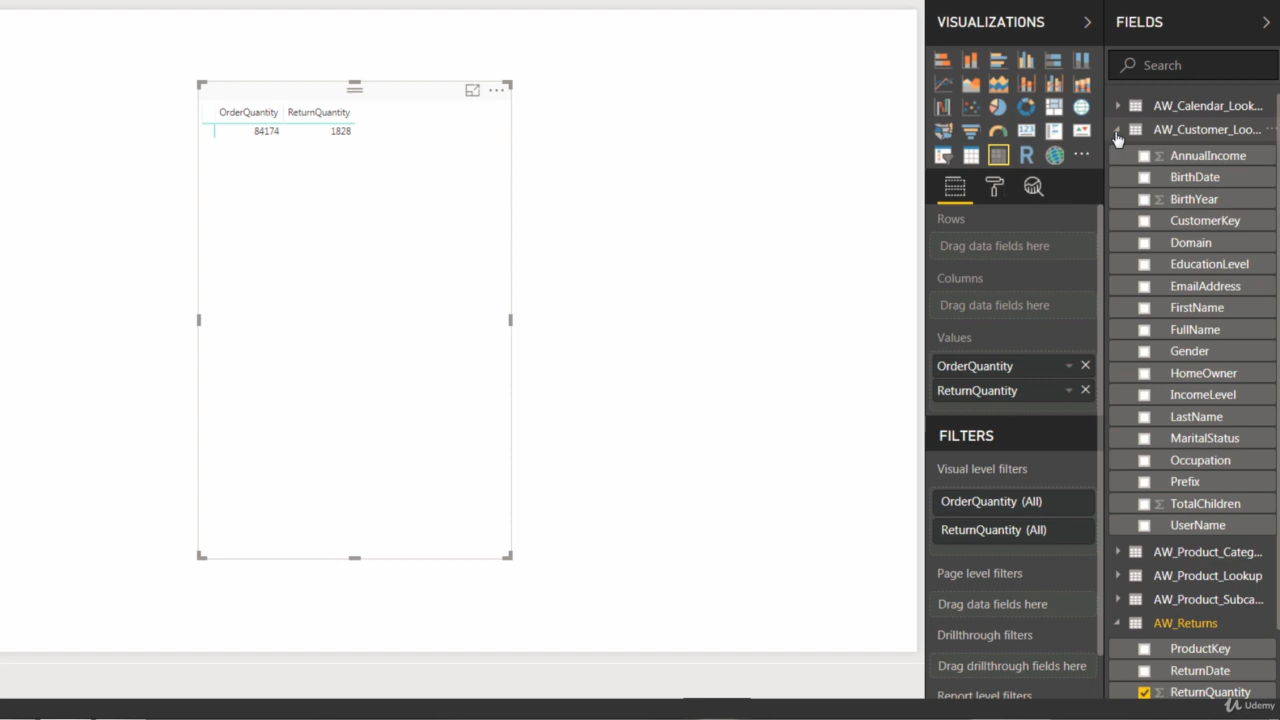 OrderQuantity ReturnQuantity
84174 1828
VISUALIZATIONS
R
123
Rows
Drag data fields here
Columns
Drag data fields here
Values
OrderQuantity
ReturnQuantity
FILTERS
Visual level filters
OrderQuantity (All)
ReturnQuantity (All)
Page level filters
Drag data fields here
Drillthrough filters
Drag drillthrough fields here
Report level filters
FIELDS
Search
AW_Calendar_Look...
AW_Customer_Loo...
AnnualIncome
BirthDate
BirthYear
CustomerKey
Domain
EducationLevel
EmailAddress
FirstName
FullName
Gender
HomeOwner
IncomeLevel
LastName
MaritalStatus
Occupation
Prefix
TotalChildren
UserName
AW_Product_Categ...
AW_Product_Lookup
AW_Product_Subca...
AW_Returns
ProductKey
ReturnDate
ReturnQuantity
Udemy